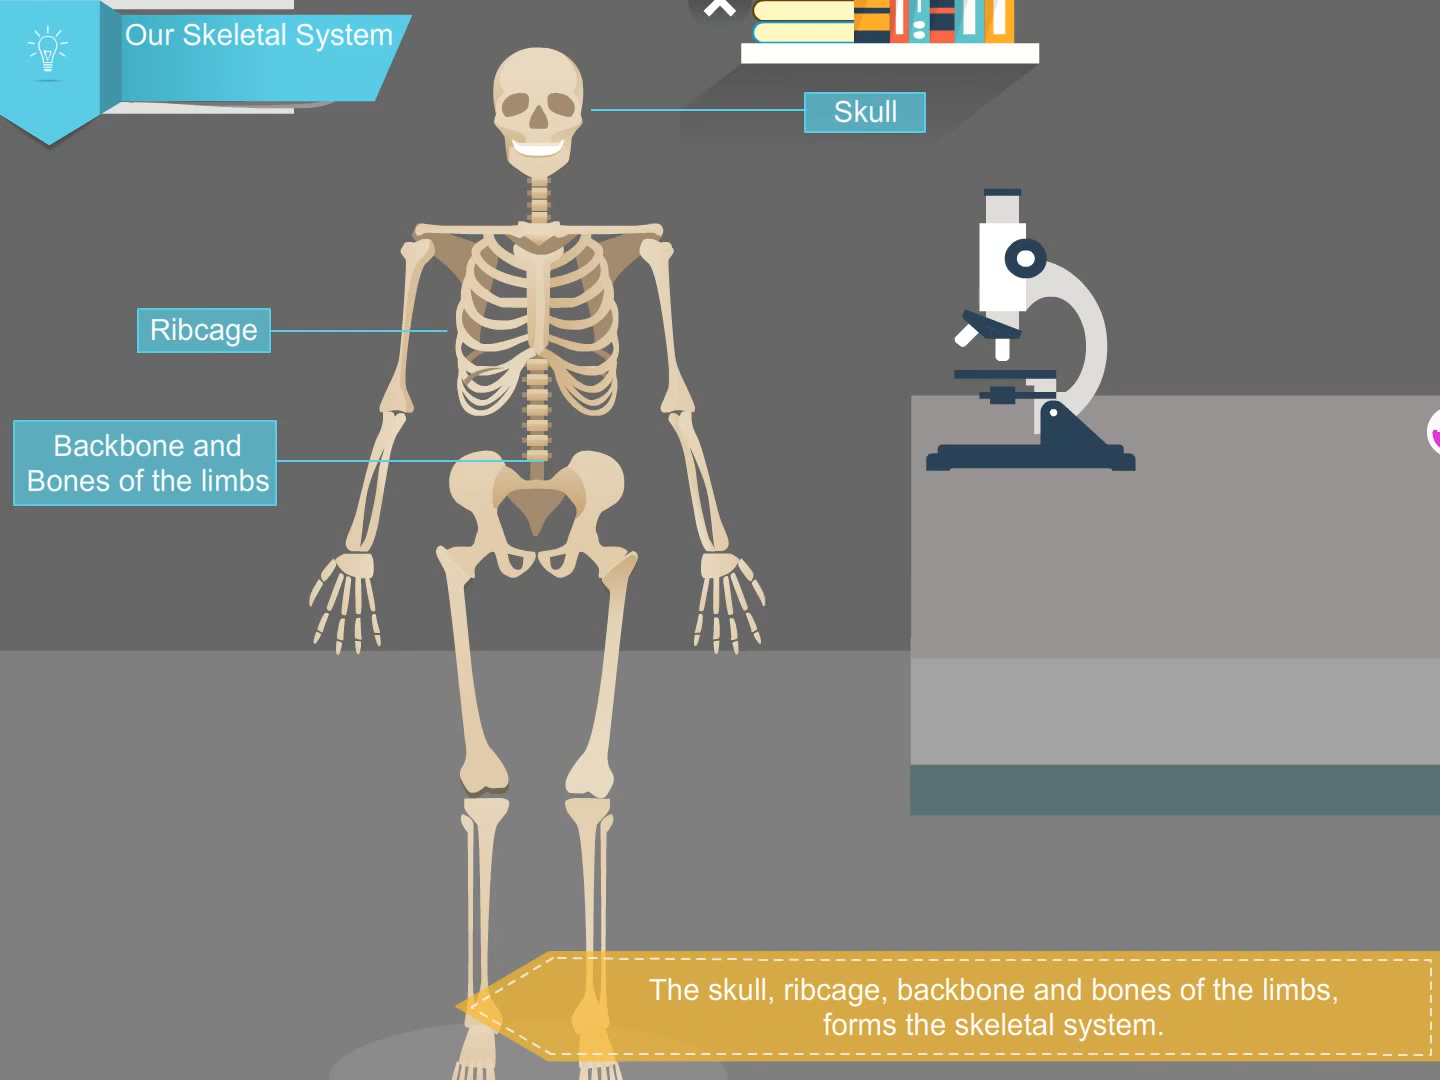 Our Skeletal System
Skull
Ribcage
Backbone and
Bones of the limbs
The skull, ribcage, backbone and bones of the limbs,
forms the skeletal system.